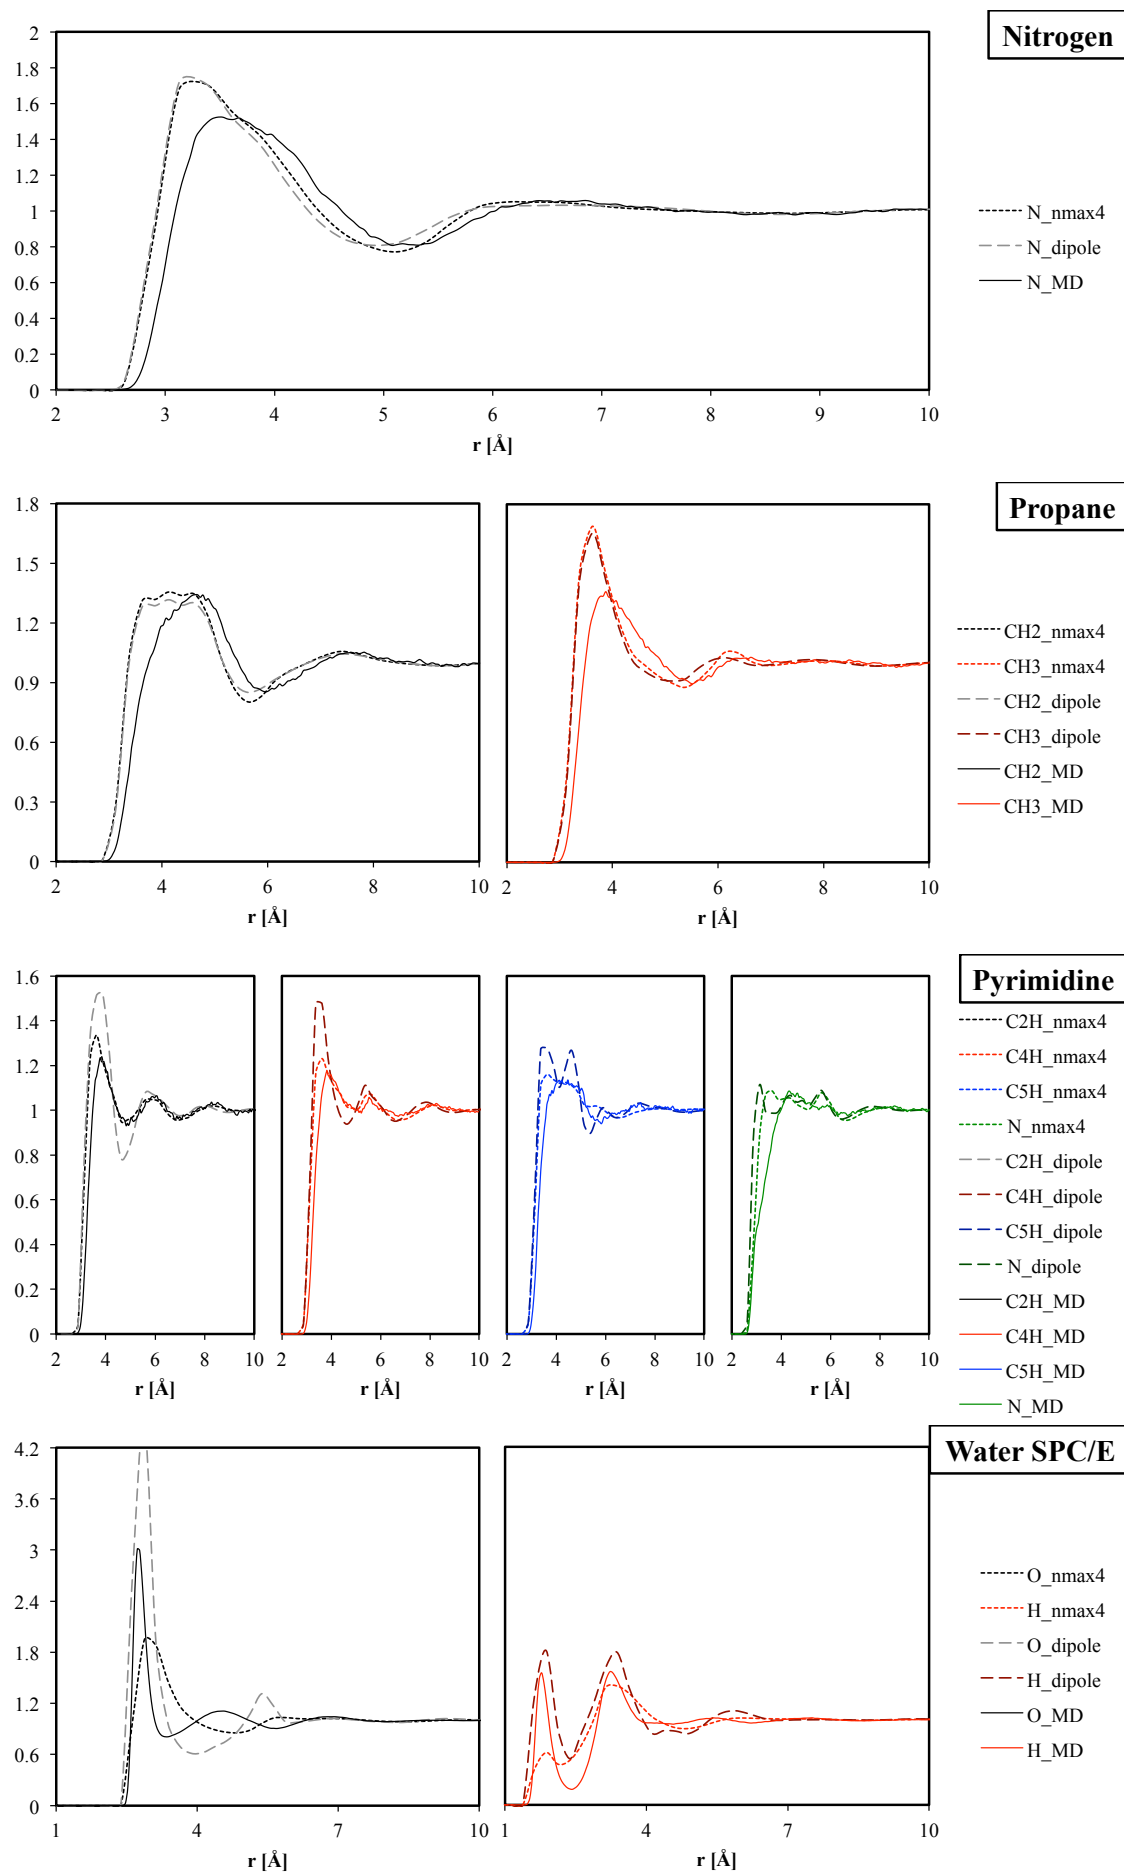 Nitrogen
2
1.8
1.6
1.4
1.2
1
0.8
0.6
0.4
0.2
0
2 3 4 5 6 7 8 9 10
r [Å]
N_nmax4
N_dipole
N_MD
Propane
1.8
1.5
1.2
0.9
0.6
0.3
0
2 4 6 8 10
r [Å]
2 4 6 8 10
r [Å]
CH2_nmax4
CH3_nmax4
CH2_dipole
CH3_dipole
CH2_MD
CH3_MD
Pyrimidine
1.6
1.4
1.2
1
0.8
0.6
0.4
0.2
0
2 4 6 8 10
r [Å]
2 4 6 8 10
r [Å]
2 4 6 8 10
r [Å]
2 4 6 8 10
r [Å]
C2H_nmax4
C4H_nmax4
C5H_nmax4
N_nmax4
C2H_dipole
C4H_dipole
C5H_dipole
N_dipole
C2H_MD
C4H_MD
C5H_MD
N_MD
Water SPC/E
4.2
3.6
3
2.4
1.8
1.2
0.6
0
1 4 7 10
r [Å]
1 4 7 10
r [Å]
O_nmax4
H_nmax4
O_dipole
H_dipole
O_MD
H_MD